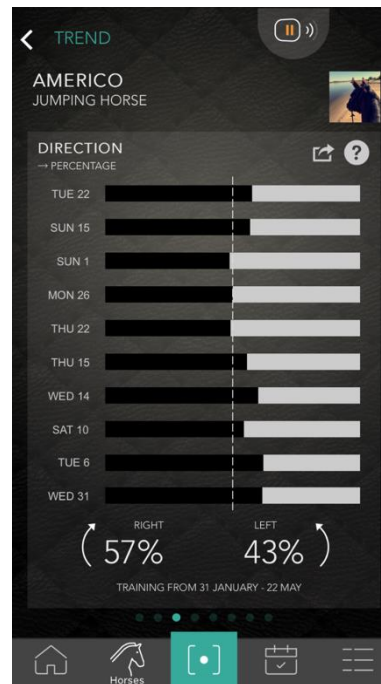 TREND
AMERICO
JUMPING HORSE
DIRECTION
→ PERCENTAGE
?
TUE 22
SUN 15
SUN 1
MON 26
THU 22
THU 15
WED 14
SAT 10
TUE 6
WED 31
RIGHT LEFT
57% 43%
TRAINING FROM 31 JANUARY - 22 MAY
Horses